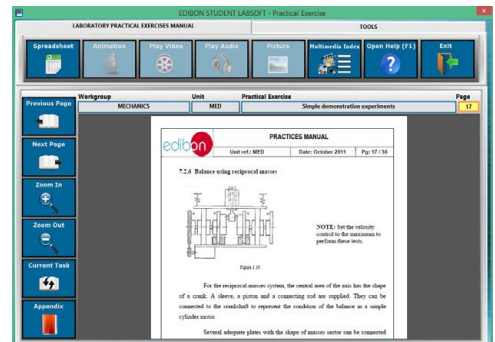 EDIBON STUDENT LABSOFT - Practical Exercise
LABORATORY PRACTICAL EXERCISES MANUAL
TOOLS
Spreadsheet
Animation
Play Video
Play Audio
Picture
Multimedia Index
Open Help (F1)
Exit
Previous Page
Workgroup
Unit
Practical Exercise
Page
MECHANICS
MED
Simple demonstration experiments
17
Next Page
Zoom In
Zoom Out
Current Task
Appendix
edibon
PRACTICES MANUAL
Unit ref.: MED
Date: October 2011
Pg: 17 / 36
7.2.6 Balance using reciprocal masses
NOTE: Set the velocity
control to the maximum to
perform these tests.
Figure 1.10
For the reciprocal masses system, the central area of the axis has the shape
of a crank. A sleeve, a piston and a connecting rod are supplied. They can be
connected to the crankshaft to represent the condition of the balance in a simple
cylinder motor.
Several adequate plates with the shape of masses sector can be connected